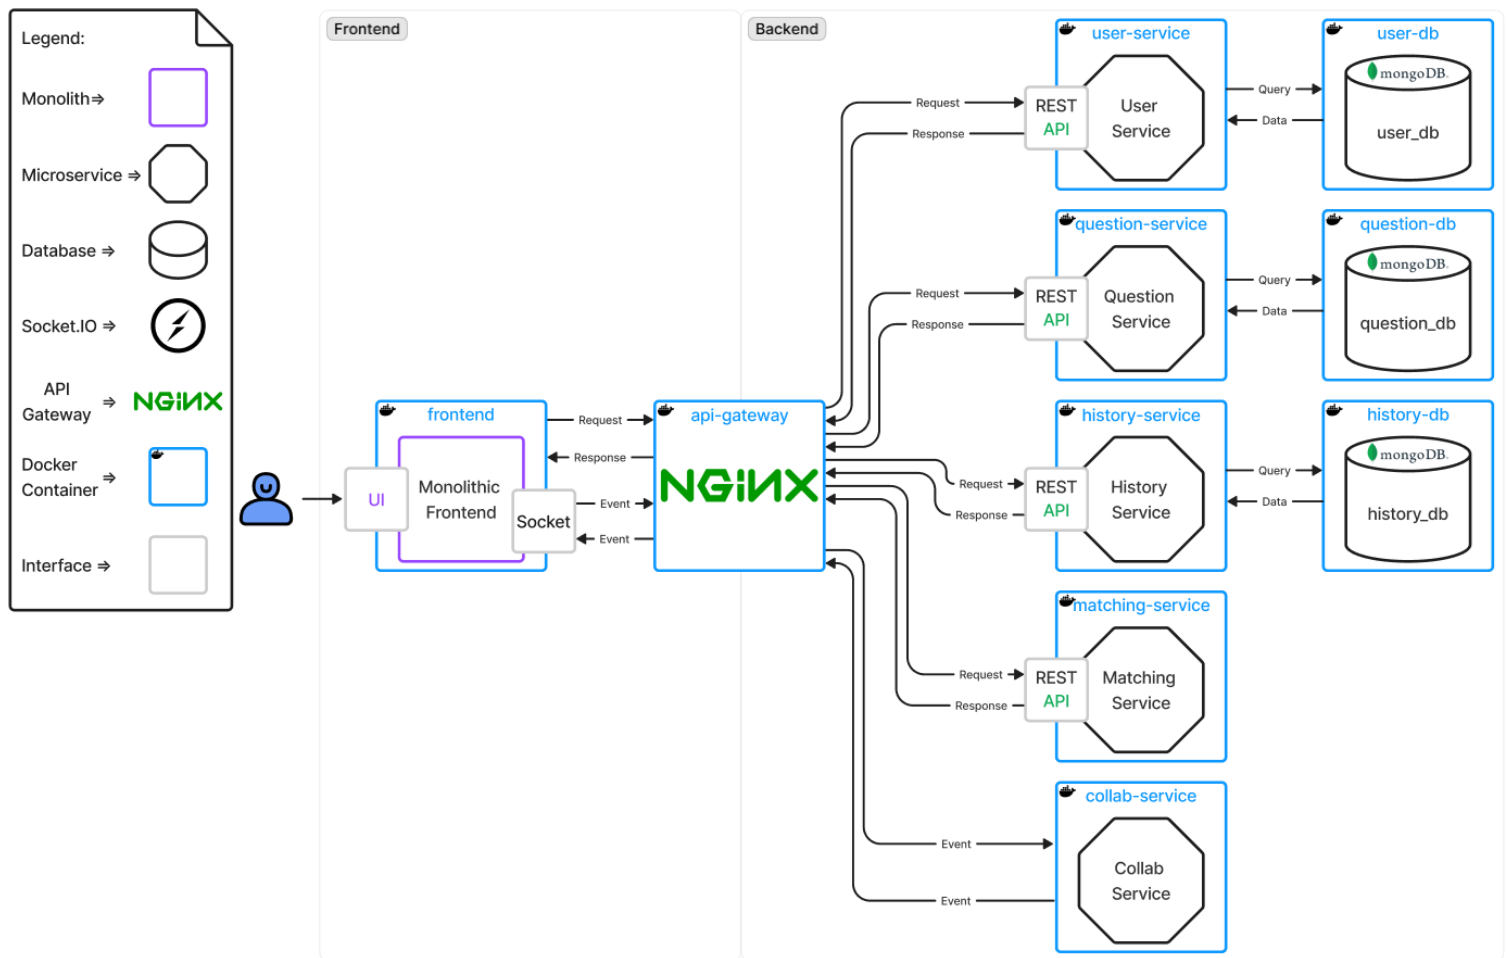 Legend:
Monolith⇒
Microservice ⇒
Database ⇒
Socket.IO ⇒
API
Gateway ⇒
NGINX
Docker
Container ⇒
Interface ⇒
Frontend
frontend
UI
Monolithic
Frontend
Socket
Request
Response
Event
Event
Backend
api-gateway
NGINX
Request
Response
user-service
REST
API
User
Service
Query
Data
user-db
mongoDB.
user_db
Request
Response
question-service
REST
API
Question
Service
Query
Data
question-db
mongoDB.
question_db
Request
Response
history-service
REST
API
History
Service
Query
Data
history-db
mongoDB.
history_db
Request
Response
matching-service
REST
API
Matching
Service
Event
Event
collab-service
Collab
Service